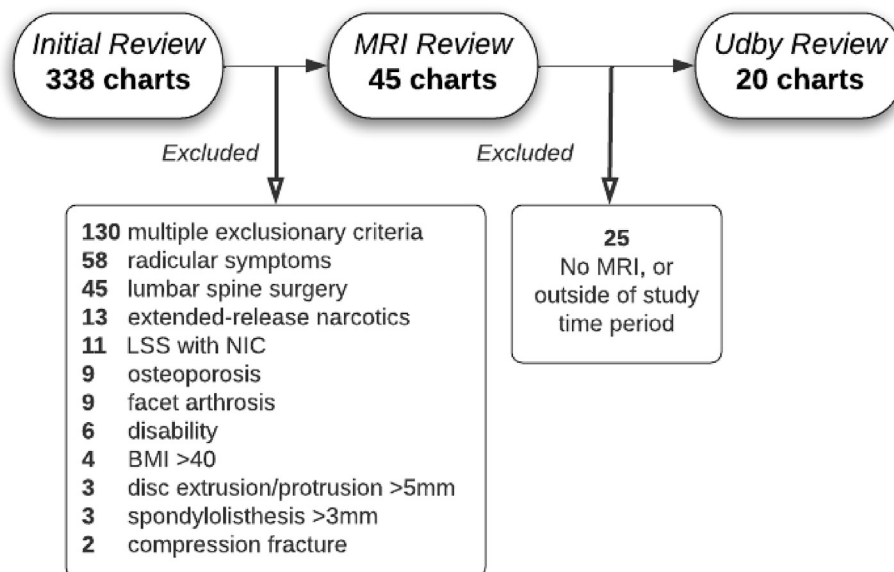 Initial Review
338 charts
MRI Review
45 charts
Udby Review
20 charts
Excluded
Excluded
130 multiple exclusionary criteria
58 radicular symptoms
45 lumbar spine surgery
13 extended-release narcotics
11 LSS with NIC
9 osteoporosis
9 facet arthrosis
6 disability
4 BMI >40
3 disc extrusion/protrusion >5mm
3 spondylolisthesis >3mm
2 compression fracture
25
No MRI, or
outside of study
time period